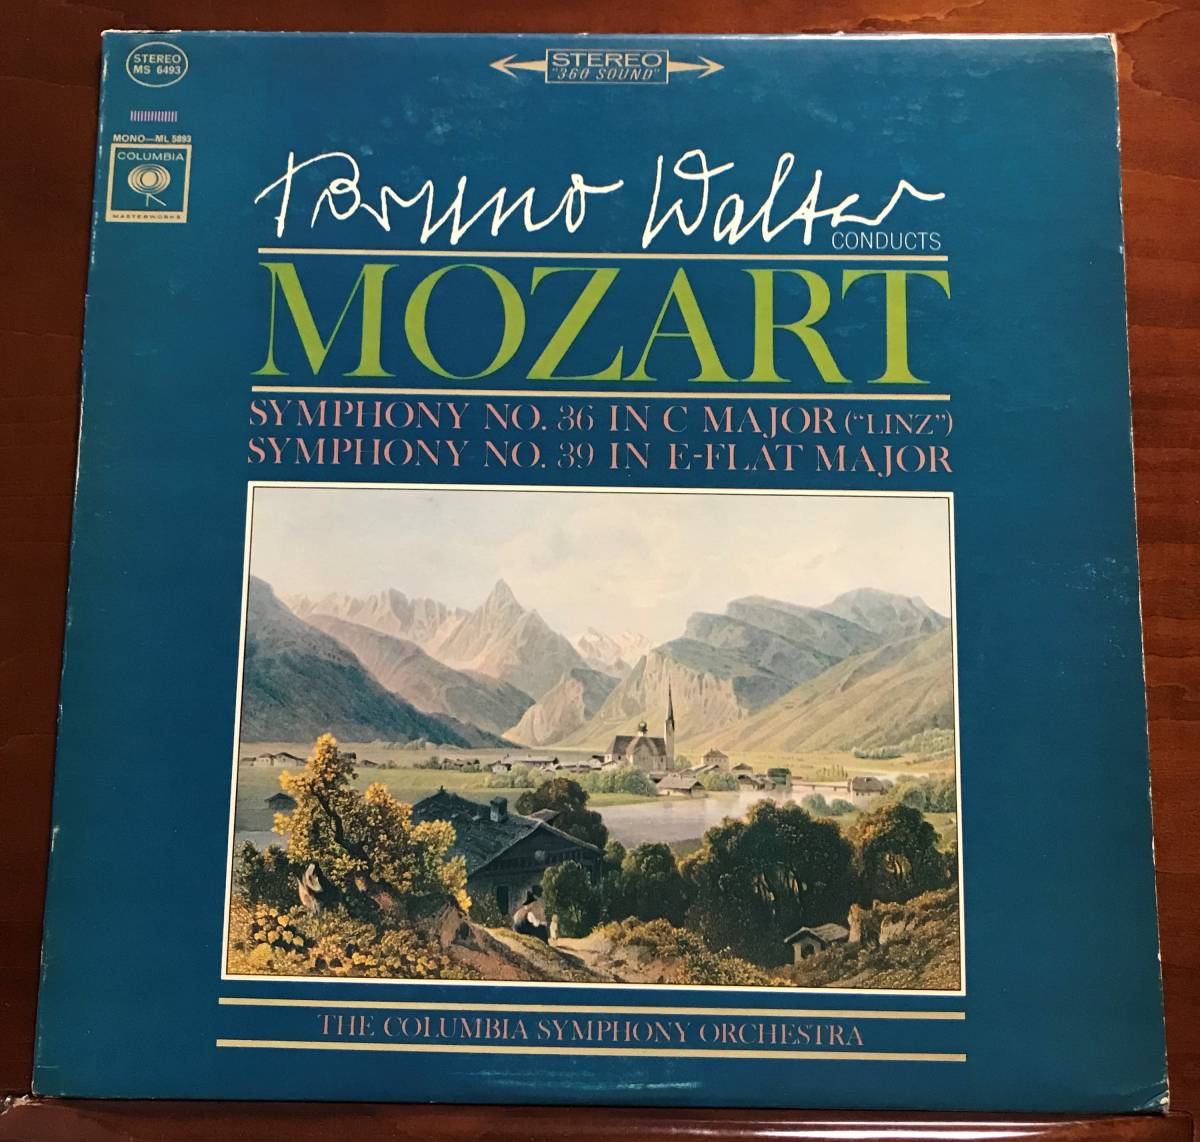 STEREO
MS 6493
STEREO
"360 SOUND"
MONO—ML 5893
COLUMBIA
MASTERWORKS
Bruno Walter
CONDUCTS
MOZART
SYMPHONY NO. 36 IN C MAJOR ("LINZ")
SYMPHONY NO. 39 IN E-FLAT MAJOR
THE COLUMBIA SYMPHONY ORCHESTRA